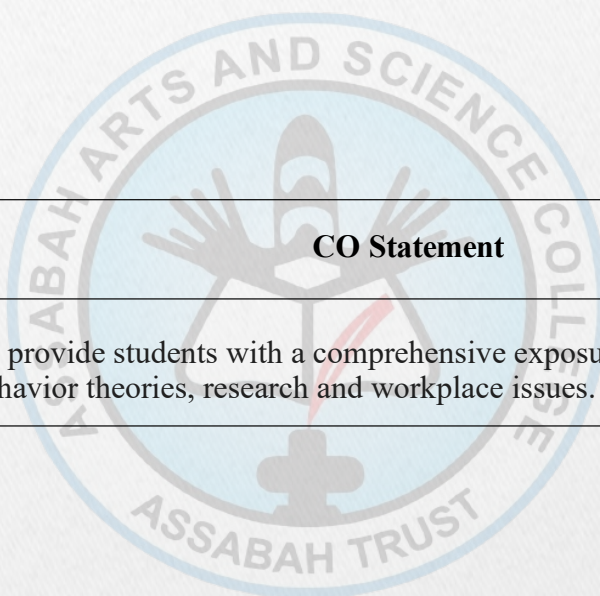 ASSABAH ARTS AND SCIENCE COLLEGE
CO Statement
provide students with a comprehensive
havior theories, research and workplace issues.
ASSABAH TRUST